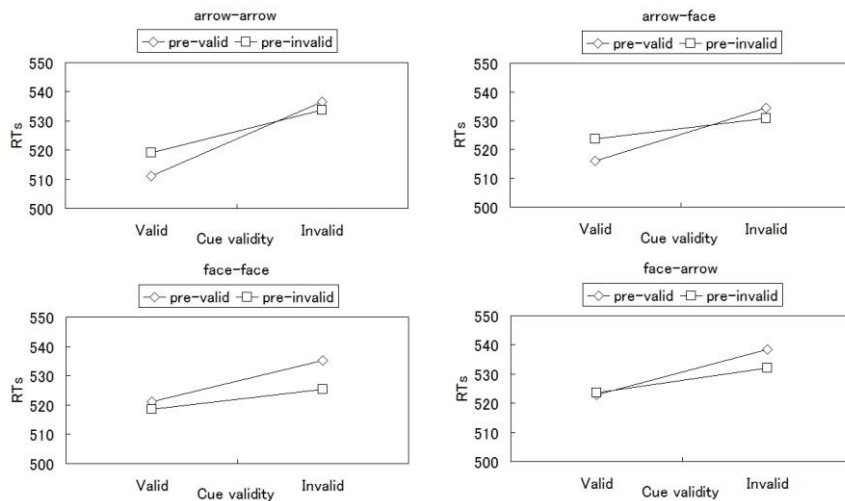 arrow-arrow
pre-valid pre-invalid
550
540
530
520
510
500
RTs
Valid Invalid
Cue validity
arrow-face
pre-valid pre-invalid
550
540
530
520
510
500
RTs
Valid Invalid
Cue validity
face-face
pre-valid pre-invalid
550
540
530
520
510
500
RTs
Valid Invalid
Cue validity
face-arrow
pre-valid pre-invalid
550
540
530
520
510
500
RTs
Valid Invalid
Cue validity